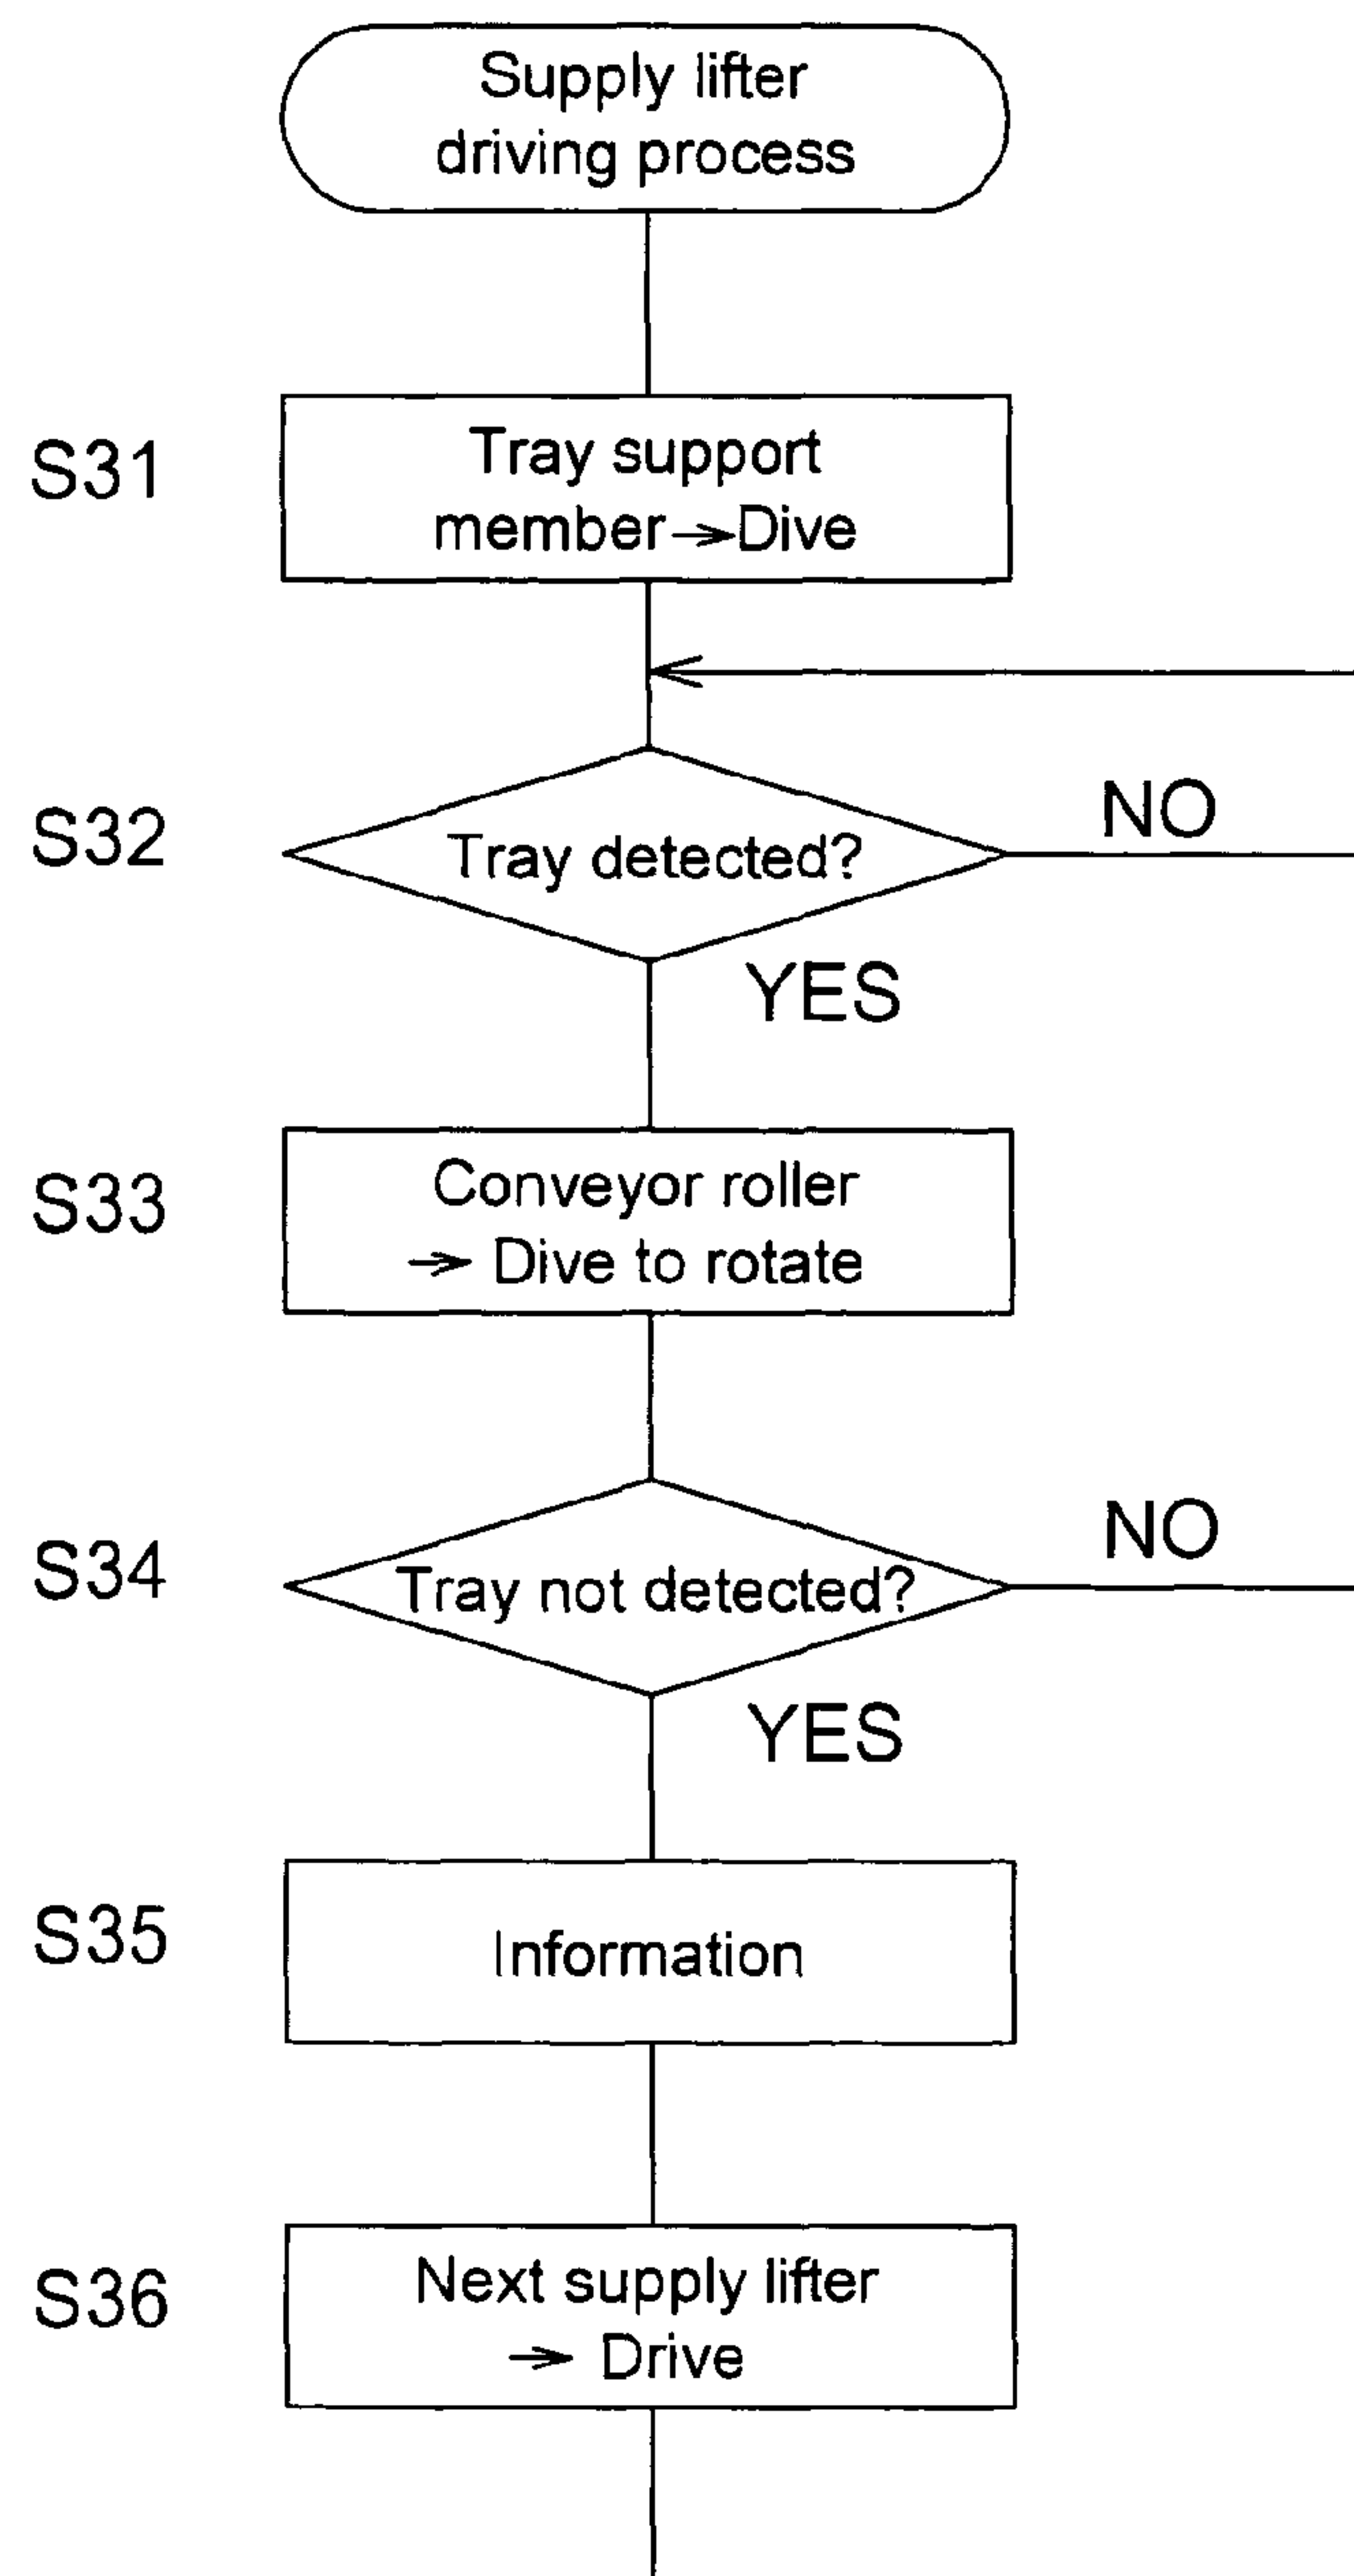 Supply lifter
driving process
S31
Tray support
member→Dive
S32
Tray detected?
NO
YES
S33
Conveyor roller
→ Dive to rotate
S34
Tray not detected?
NO
YES
S35
Information
S36
Next supply lifter
→ Drive